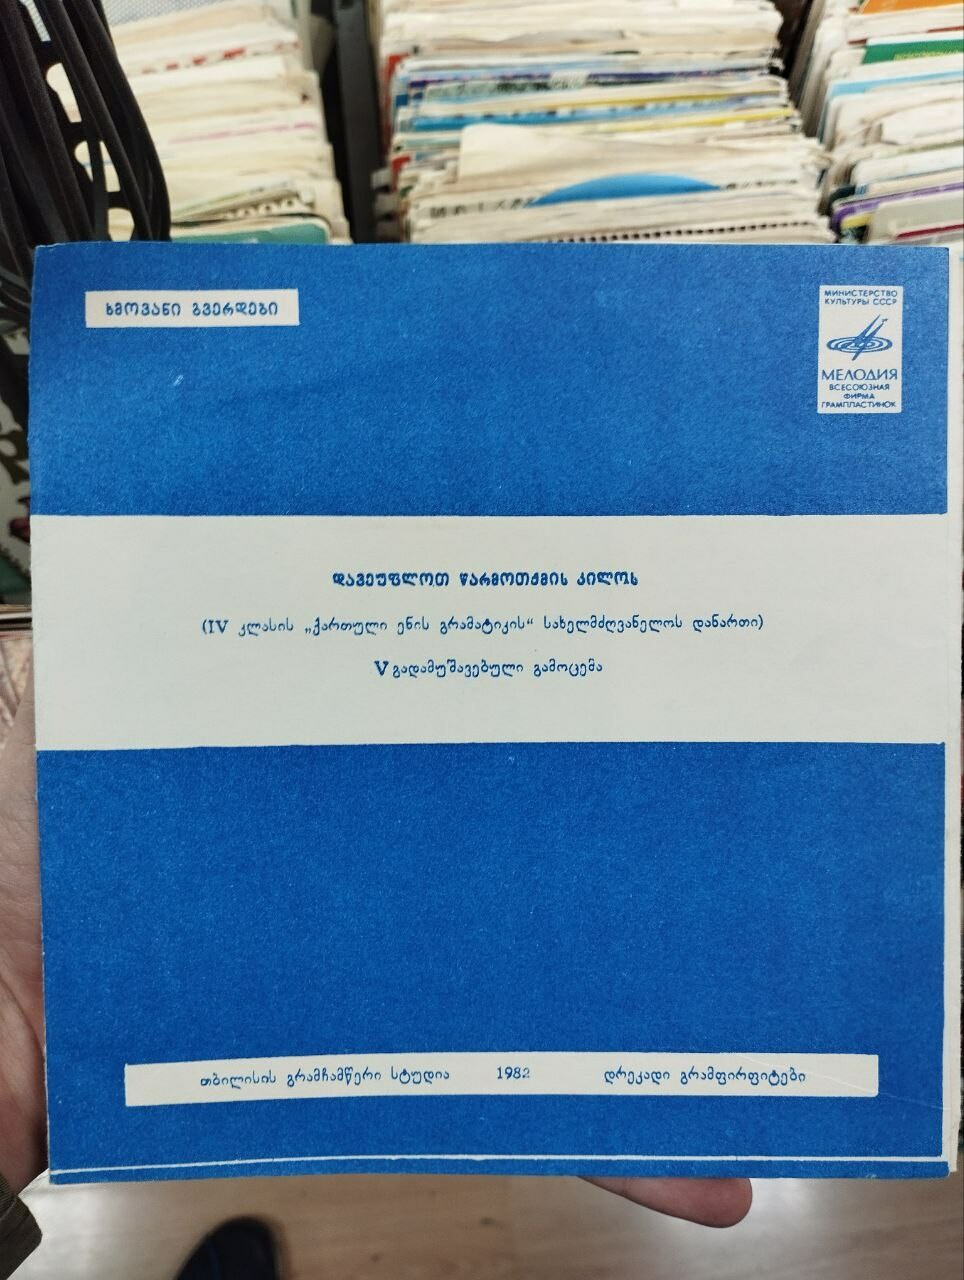 ხმოვანი გვერდები
МИНИСТЕРСТВО
КУЛЬТУРЫ СССР
МЕЛОДИЯ
ВСЕСОЮЗНАЯ
ФИРМА
ГРАМПЛАСТИНОК
დავეუფლოთ წარმოთქმის კილოს
(IV კლასის „ქართული ენის გრამატიკის“ სახელმძღვანელოს დანართი)
V გადამუშავებული გამოცემა
თბილისის გრამჩამწერი სტუდია 1982 დრეკადი გრამფირფიტები